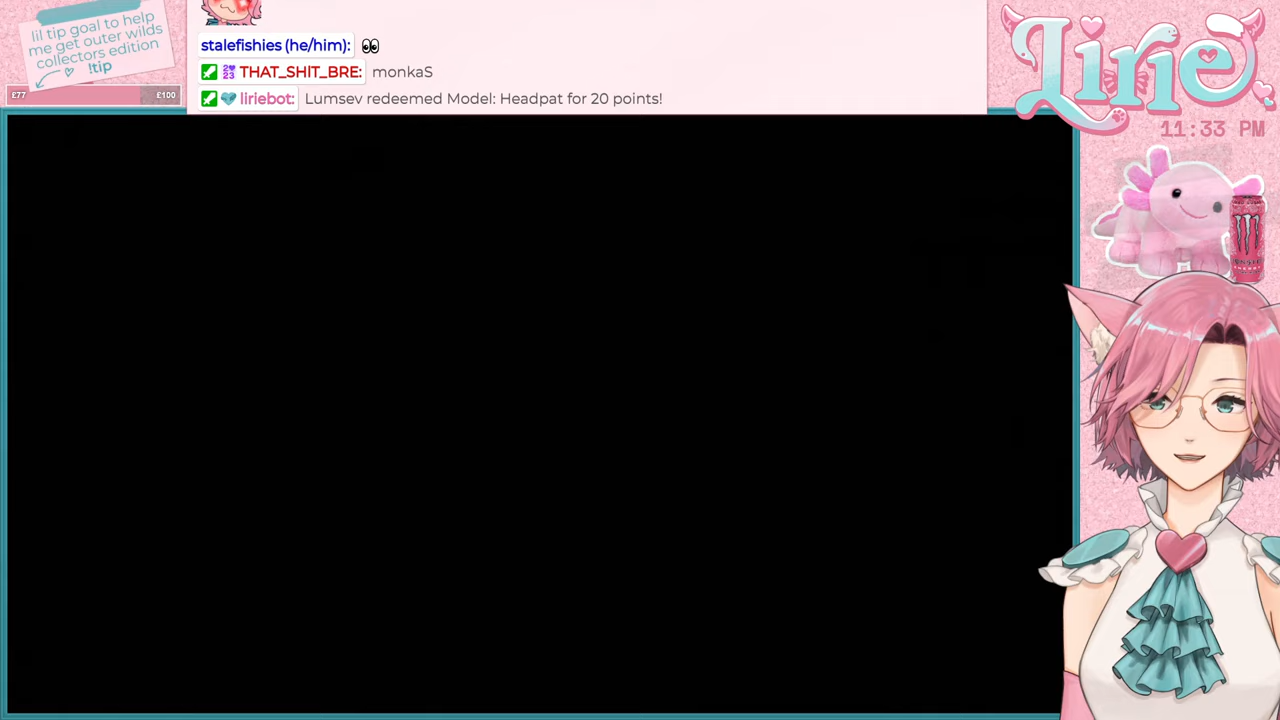 lil tip goal to help
me get outer wilds
collectors edition
!tip
£77
£100
stalefishies (he/him): 👀
THAT_SHIT_BRE: monkaS
liriebot: Lumsev redeemed Model: Headpat for 20 points!
Lirie
11:33 PM